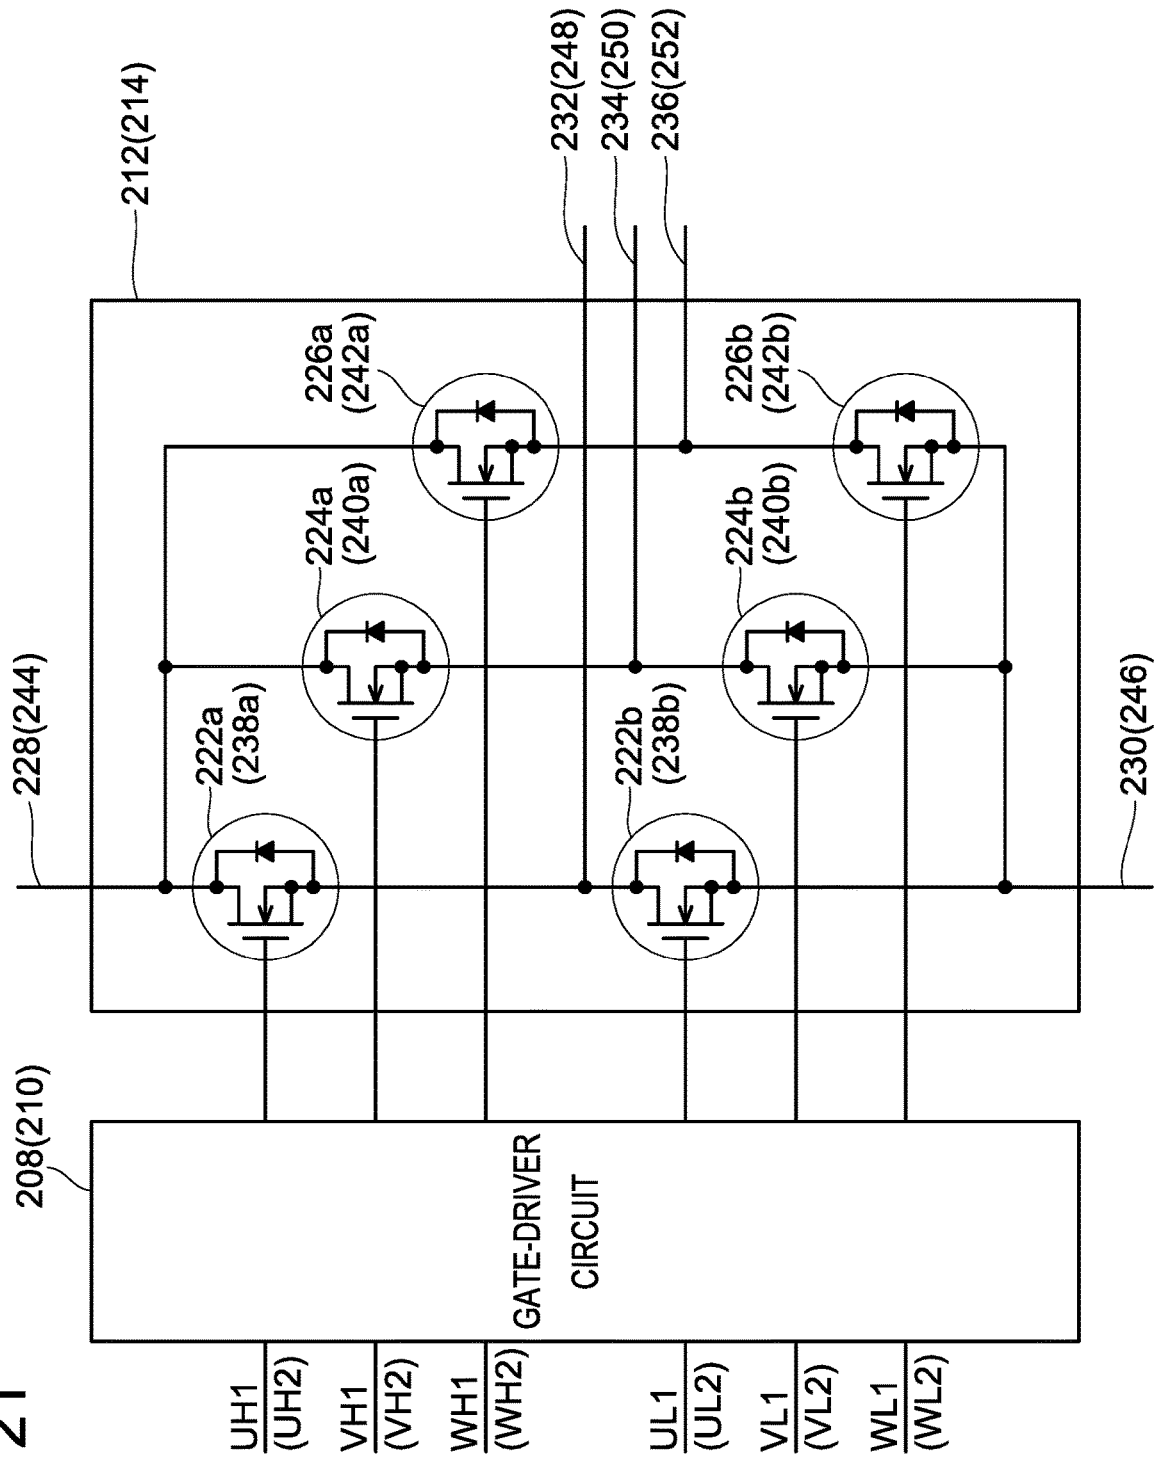 21
208(210)
212(214)
228(244)
230(246)
222a
(238a)
224a
(240a)
226a
(242a)
222b
(238b)
224b
(240b)
226b
(242b)
232(248)
234(250)
236(252)
GATE-DRIVER
CIRCUIT
UH1
(UH2)
VH1
(VH2)
WH1
(WH2)
UL1
(UL2)
VL1
(VL2)
WL1
(WL2)